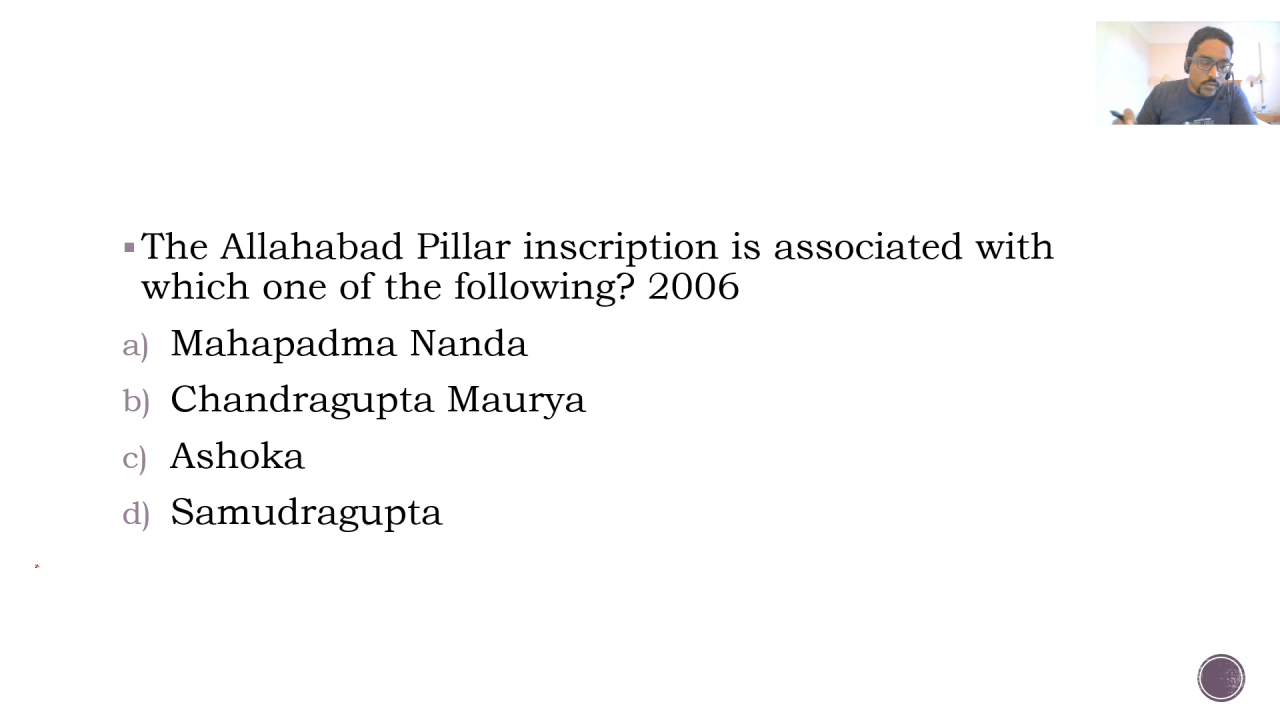 The Allahabad Pillar inscription is associated with
which one of the following? 2006
a) Mahapadma Nanda
b) Chandragupta Maurya
c) Ashoka
d) Samudragupta